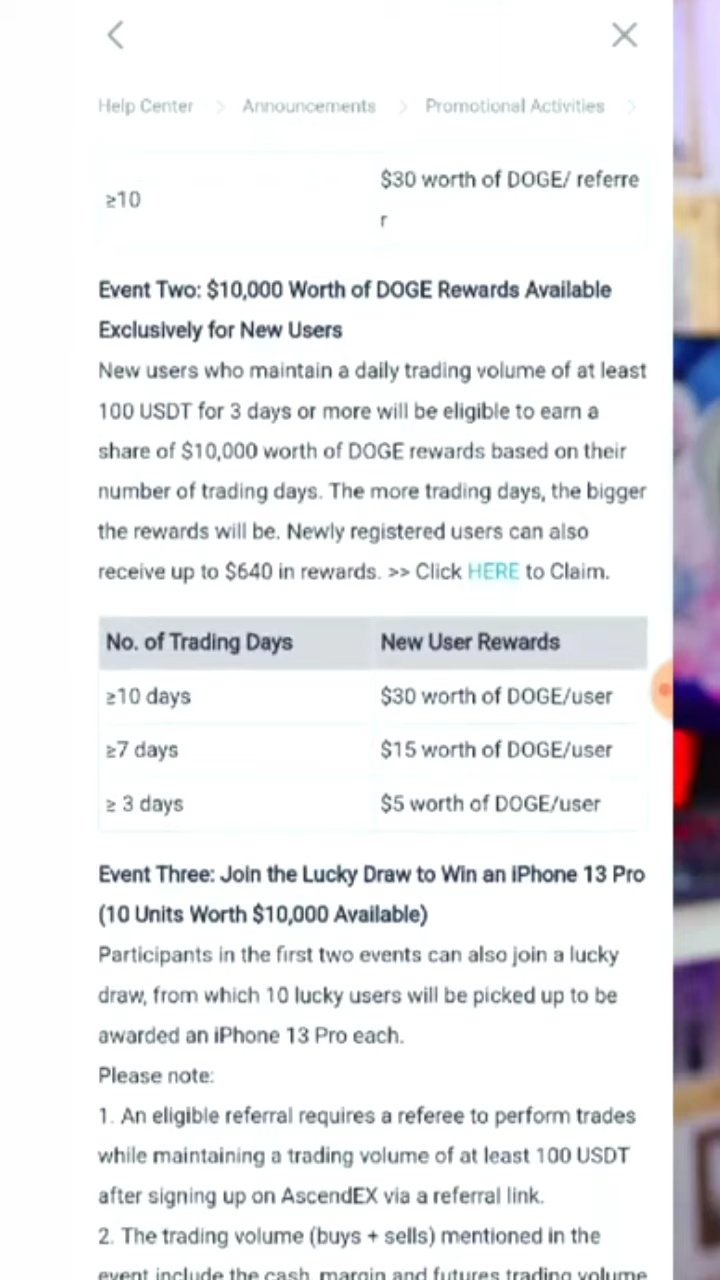 Help Center > Announcements > Promotional Activities >
≥10 $30 worth of DOGE/ referre
r
Event Two: $10,000 Worth of DOGE Rewards Available
Exclusively for New Users
New users who maintain a daily trading volume of at least
100 USDT for 3 days or more will be eligible to earn a
share of $10,000 worth of DOGE rewards based on their
number of trading days. The more trading days, the bigger
the rewards will be. Newly registered users can also
receive up to $640 in rewards. >> Click HERE to Claim.
No. of Trading Days New User Rewards
≥10 days $30 worth of DOGE/user
≥7 days $15 worth of DOGE/user
≥ 3 days $5 worth of DOGE/user
Event Three: Join the Lucky Draw to Win an iPhone 13 Pro
(10 Units Worth $10,000 Available)
Participants in the first two events can also join a lucky
draw, from which 10 lucky users will be picked up to be
awarded an iPhone 13 Pro each.
Please note:
1. An eligible referral requires a referee to perform trades
while maintaining a trading volume of at least 100 USDT
after signing up on AscendEX via a referral link.
2. The trading volume (buys + sells) mentioned in the
event include the cash, margin and futures trading volume